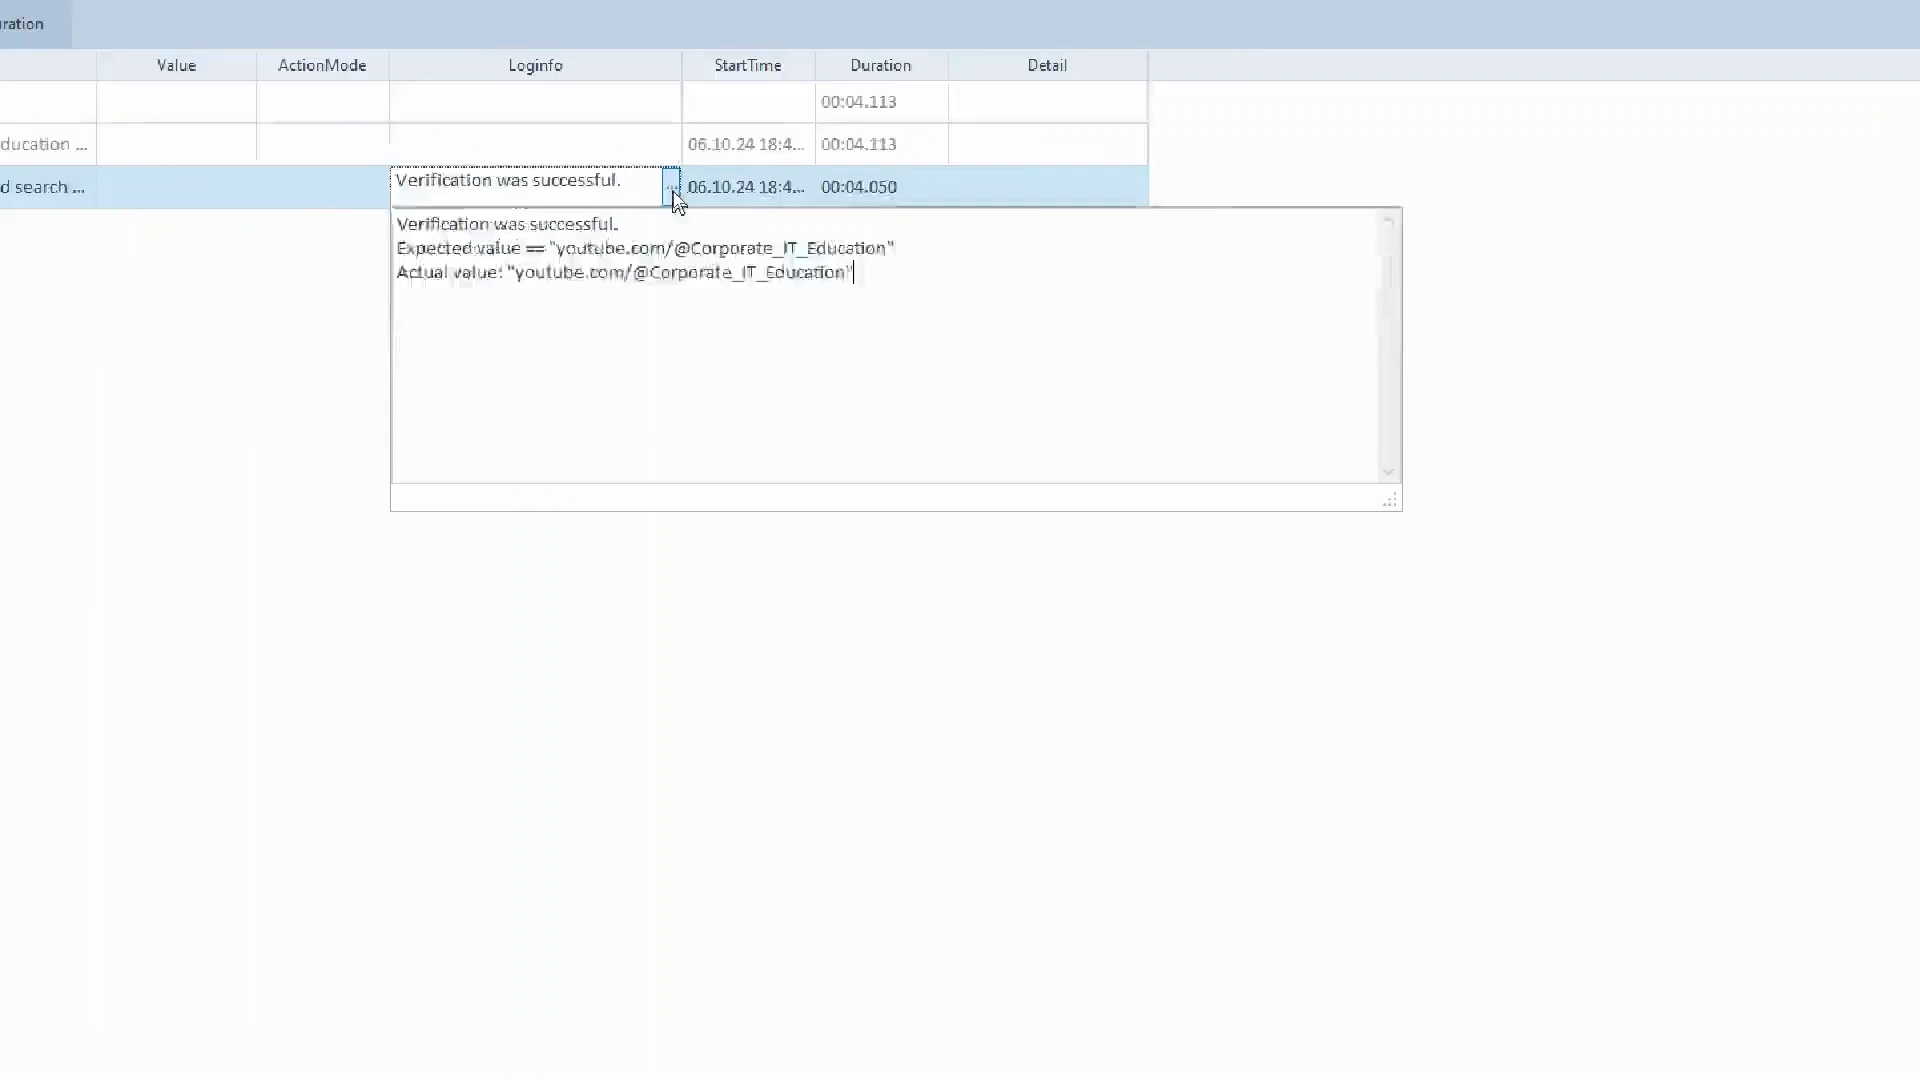 ration
Value ActionMode Loginfo StartTime Duration Detail
00:04.113
ducation ... 06.10.24 18:4... 00:04.113
d search ... Verification was successful. ... 06.10.24 18:4... 00:04.050
Verification was successful.
Expected value == "youtube.com/@Corporate_IT_Education"
Actual value: "youtube.com/@Corporate_IT_Education"